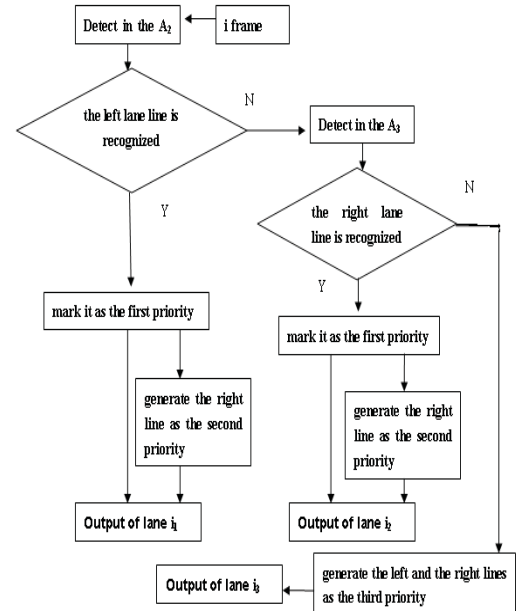 Detect in the A₂
i frame
the left lane line is
recognized
N
Detect in the A₃
the right lane
line is recognized
N
Y
Y
mark it as the first priority
mark it as the first priority
generate the right
line as the second
priority
generate the right
line as the second
priority
Output of lane i₁
Output of lane i₂
generate the left and the right lines
as the third priority
Output of lane i₃